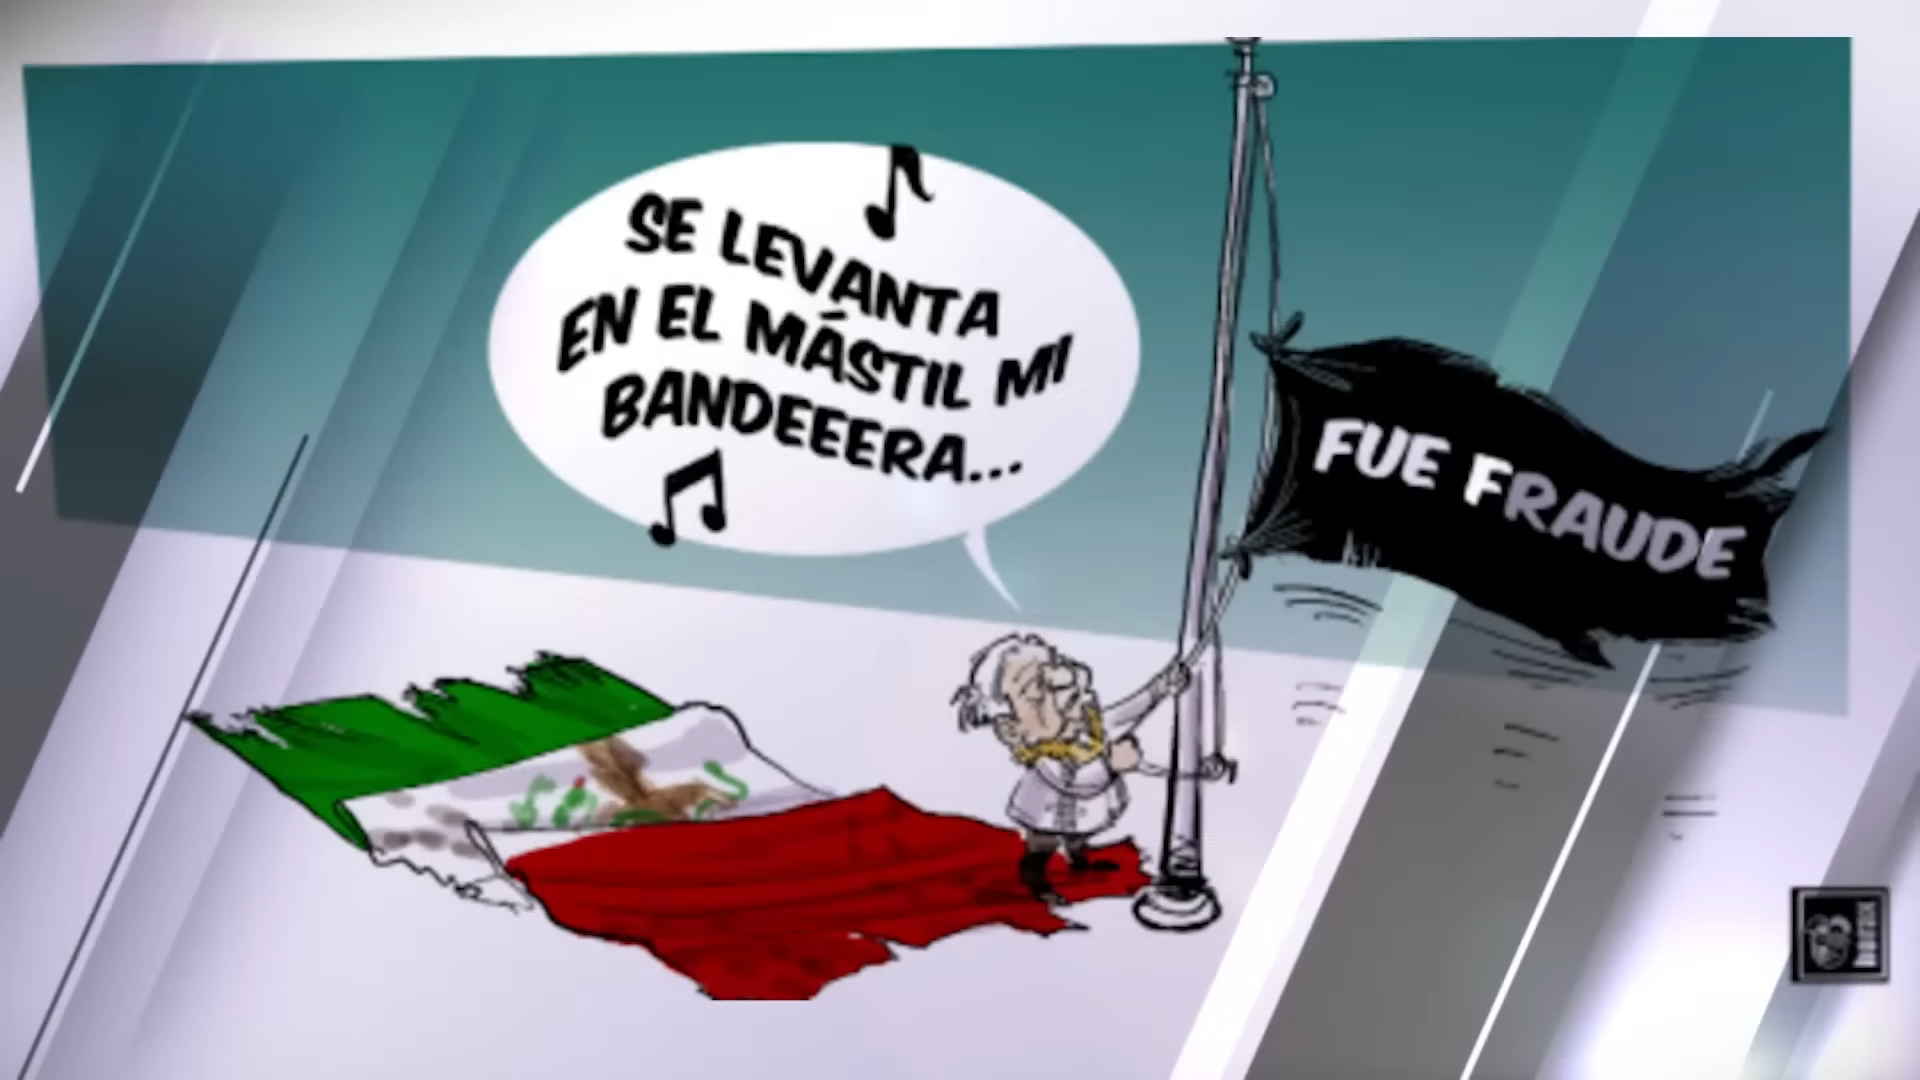 SE LEVANTA
EN EL MÁSTIL MI
BANDEEERA...
FUE FRAUDE